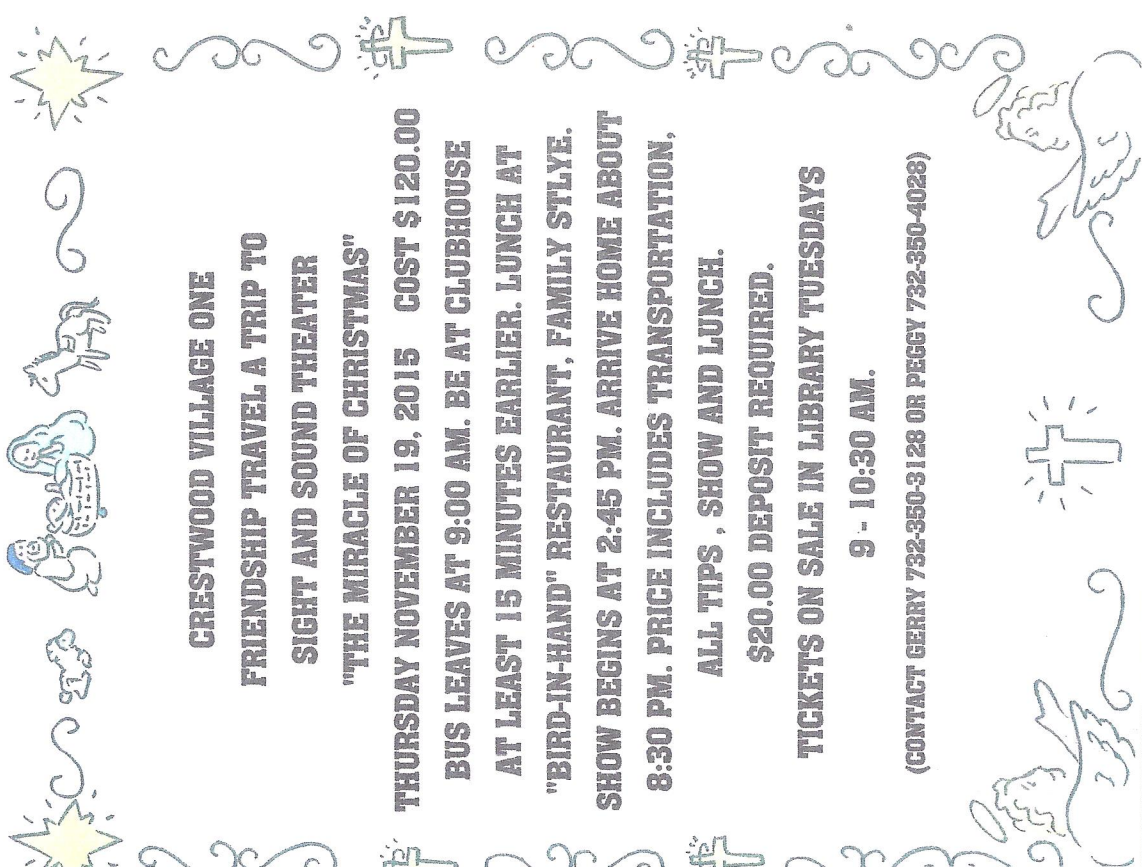 CRESTWOOD VILLAGE ONE
FRIENDSHIP TRAVEL A TRIP TO
SIGHT AND SOUND THEATER
"THE MIRACLE OF CHRISTMAS"
THURSDAY NOVEMBER 19, 2015 COST $120.00
BUS LEAVES AT 9:00 AM. BE AT CLUBHOUSE
AT LEAST 15 MINUTES EARLIER. LUNCH AT
"BIRD-IN-HAND" RESTAURANT, FAMILY STLYE.
SHOW BEGINS AT 2:45 PM. ARRIVE HOME ABOUT
8:30 PM. PRICE INCLUDES TRANSPORTATION,
ALL TIPS , SHOW AND LUNCH.
$20.00 DEPOSIT REQUIRED.
TICKETS ON SALE IN LIBRARY TUESDAYS
9 - 10:30 AM.
(CONTACT GERRY 732-350-3128 OR PEGGY 732-350-4028)